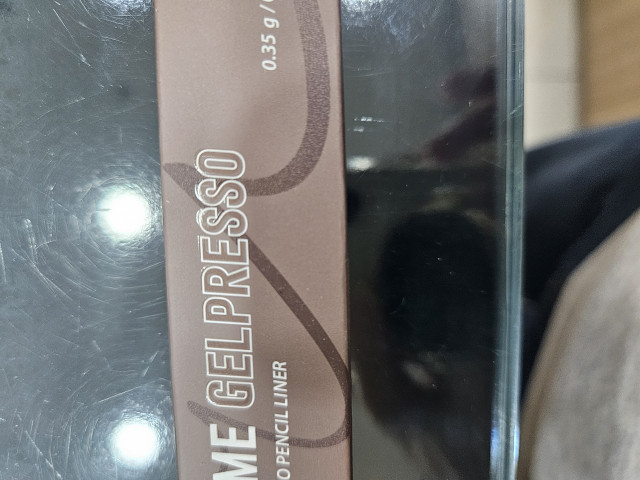 ME GELPRESSO
O PENCIL LINER
0.35 g /